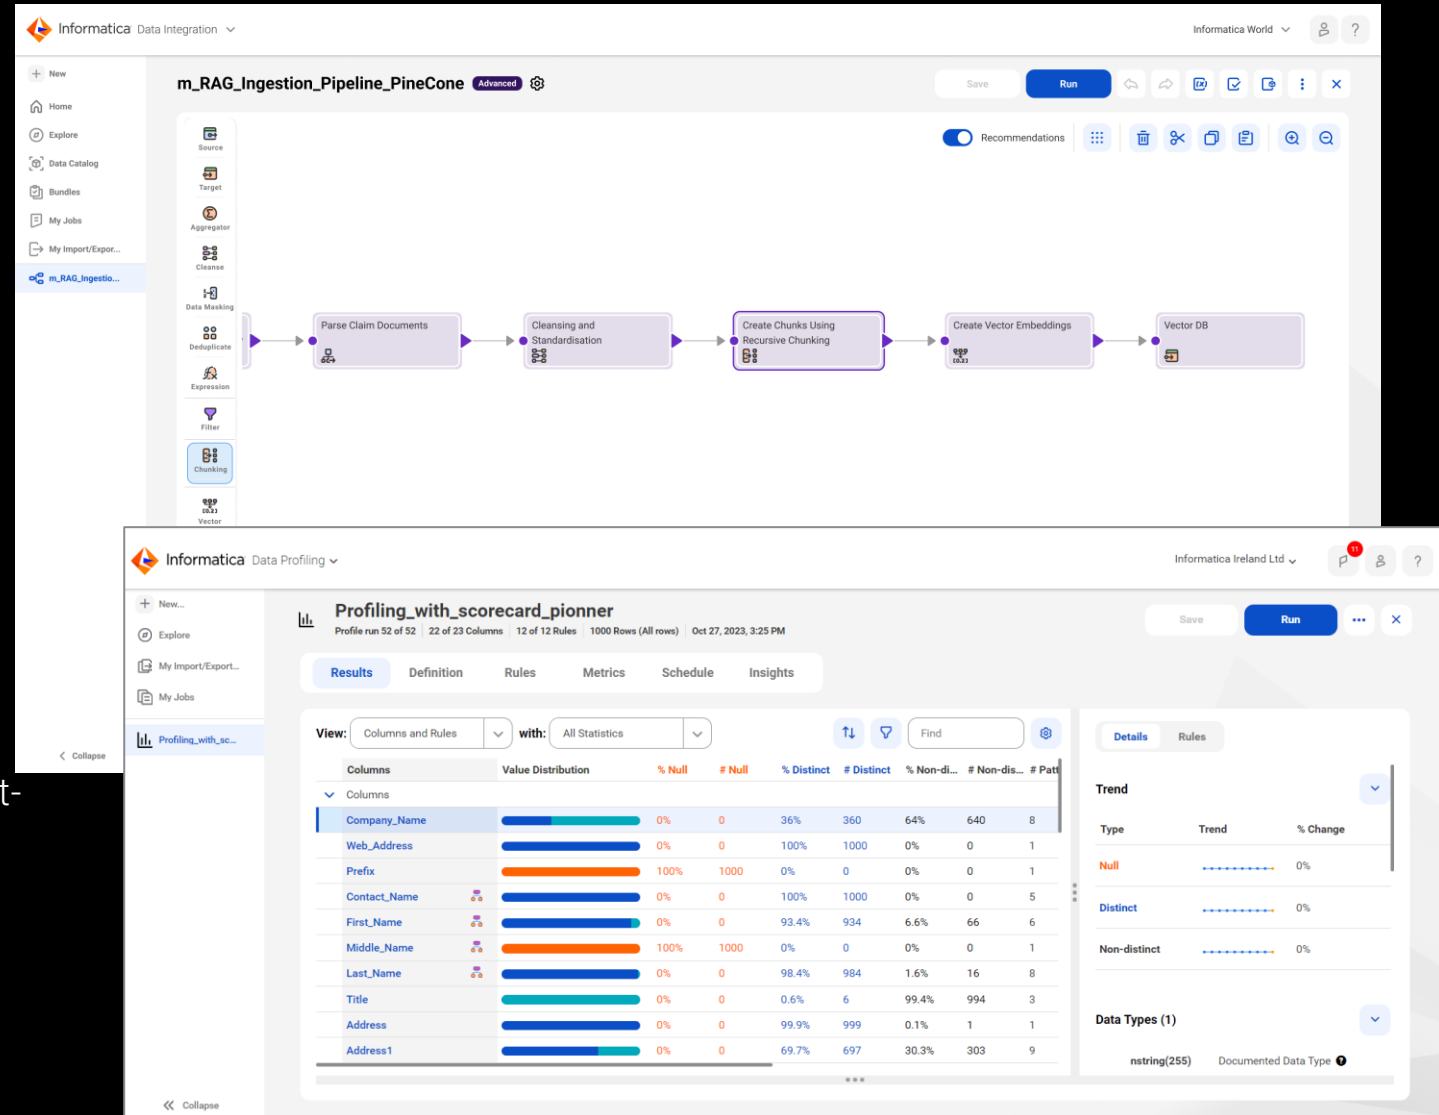 Informatica Data Integration
Informatica World
?
New
Home
Explore
Data Catalog
Bundles
My Jobs
My Import/Expor...
m_RAG_Ingestio...
Collapse
m_RAG_Ingestion_Pipeline_PineCone Advanced
Save Run
Recommendations
Source
Target
Aggregator
Cleanse
Data Masking
Deduplicate
Expression
Filter
Chunking
Vector
Parse Claim Documents
Cleansing and
Standardisation
Create Chunks Using
Recursive Chunking
Create Vector Embeddings
Vector DB
t-
Informatica Data Profiling
Informatica Ireland Ltd
11
?
New...
Explore
My Import/Export...
My Jobs
Profiling_with_sc...
Collapse
Profiling_with_scorecard_pionner
Profile run 52 of 52 22 of 23 Columns 12 of 12 Rules 1000 Rows (All rows) Oct 27, 2023, 3:25 PM
Save Run
Results Definition Rules Metrics Schedule Insights
View: Columns and Rules with: All Statistics Find
Columns Value Distribution % Null # Null % Distinct # Distinct % Non-di... # Non-dis... # Patt
Columns
Company_Name 0% 0 36% 360 64% 640 8
Web_Address 0% 0 100% 1000 0% 0 1
Prefix 100% 1000 0% 0 0% 0 1
Contact_Name 0% 0 100% 1000 0% 0 5
First_Name 0% 0 93.4% 934 6.6% 66 6
Middle_Name 100% 1000 0% 0 0% 0 1
Last_Name 0% 0 98.4% 984 1.6% 16 8
Title 0% 0 0.6% 6 99.4% 994 3
Address 0% 0 99.9% 999 0.1% 1 1
Address1 0% 0 69.7% 697 30.3% 303 9
Details Rules
Trend
Type Trend % Change
Null 0%
Distinct 0%
Non-distinct 0%
Data Types (1)
nstring(255) Documented Data Type ?